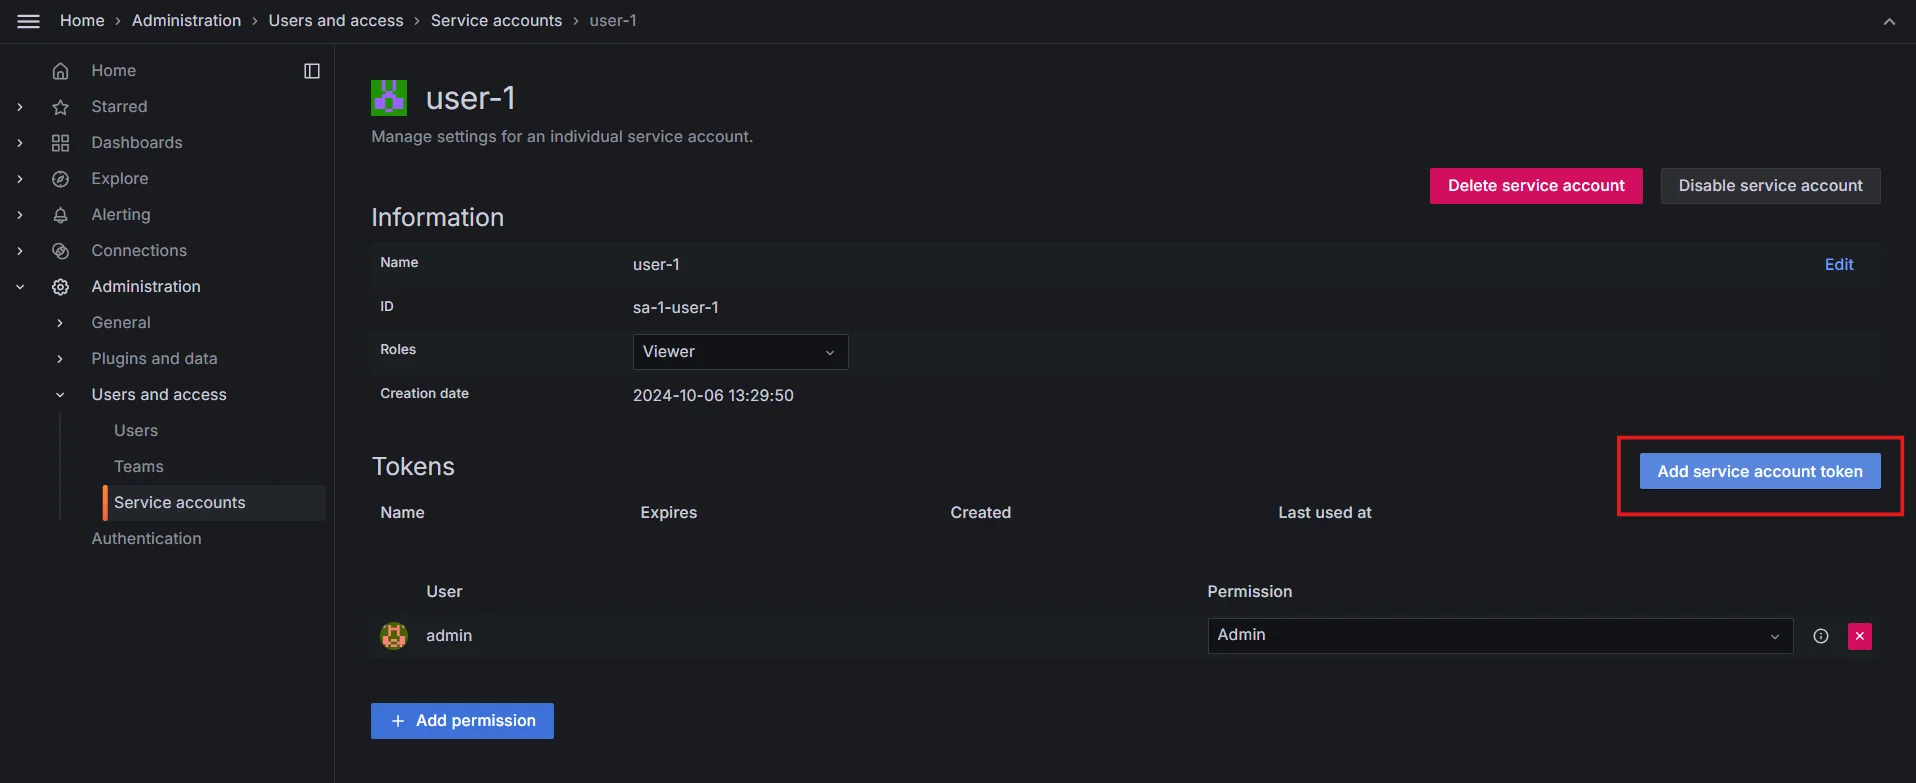 Home › Administration › Users and access › Service accounts › user-1
Home
Starred
Dashboards
Explore
Alerting
Connections
Administration
General
Plugins and data
Users and access
Users
Teams
Service accounts
Authentication
user-1
Manage settings for an individual service account.
Delete service account
Disable service account
Information
Name user-1 Edit
ID sa-1-user-1
Roles Viewer
Creation date 2024-10-06 13:29:50
Tokens
Add service account token
Name Expires Created Last used at
User Permission
admin Admin
+ Add permission